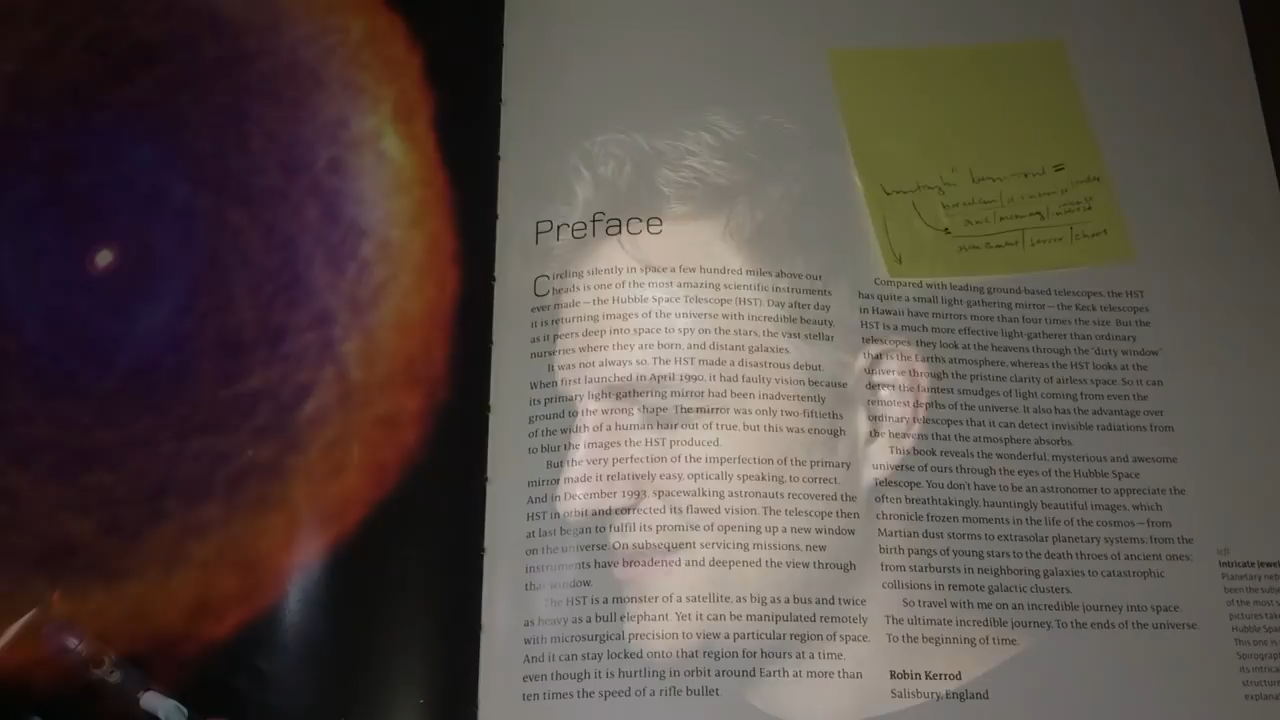 Preface
Circling silently in space a few hundred miles above our
heads is one of the most amazing scientific instruments
ever made – the Hubble Space Telescope (HST). Day after day
it is returning images of the universe with incredible beauty,
as it peers deep into space to spy on the stars, the vast stellar
nurseries where they are born, and distant galaxies.
It was not always so. The HST made a disastrous debut.
When first launched in April 1990, it had faulty vision because
its primary light-gathering mirror had been inadvertently
ground to the wrong shape. The mirror was only two-fiftieths
of the width of a human hair out of true, but this was enough
to blur the images the HST produced.
But the very perfection of the imperfection of the primary
mirror made it relatively easy, optically speaking, to correct.
And in December 1993, spacewalking astronauts recovered the
HST in orbit and corrected its flawed vision. The telescope then
at last began to fulfil its promise of opening up a new window
on the universe. On subsequent servicing missions, new
instruments have broadened and deepened the view through
that window.
The HST is a monster of a satellite, as big as a bus and twice
as heavy as a bull elephant. Yet it can be manipulated remotely
with microsurgical precision to view a particular region of space.
And it can stay locked onto that region for hours at a time,
even though it is hurtling in orbit around Earth at more than
ten times the speed of a rifle bullet.
Compared with leading ground-based telescopes, the HST
has quite a small light-gathering mirror – the Keck telescopes
in Hawaii have mirrors more than four times the size. But the
HST is a much more effective light-gatherer than ordinary
telescopes: they look at the heavens through the "dirty window"
that is the Earth's atmosphere, whereas the HST looks at the
universe through the pristine clarity of airless space. So it can
detect the faintest smudges of light coming from even the
remotest depths of the universe. It also has the advantage over
ordinary telescopes that it can detect invisible radiations from
the heavens that the atmosphere absorbs.
This book reveals the wonderful, mysterious and awesome
universe of ours through the eyes of the Hubble Space
Telescope. You don't have to be an astronomer to appreciate the
often breathtakingly, hauntingly beautiful images, which
chronicle frozen moments in the life of the cosmos – from
Martian dust storms to extrasolar planetary systems; from the
birth pangs of young stars to the death throes of ancient ones;
from starbursts in neighboring galaxies to catastrophic
collisions in remote galactic clusters.
So travel with me on an incredible journey into space.
The ultimate incredible journey. To the ends of the universe.
To the beginning of time.
Robin Kerrod
Salisbury, England
left
Intricate
Planetary
been the
of the most
pictures
Hubble
This one is
its